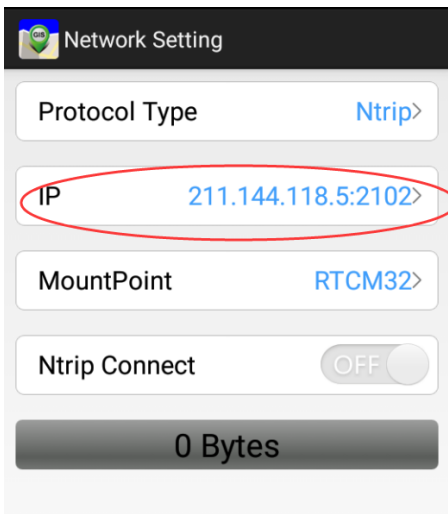 GIS
Network Setting
Protocol Type Ntrip>
IP 211.144.118.5:2102>
MountPoint RTCM32>
Ntrip Connect OFF
0 Bytes